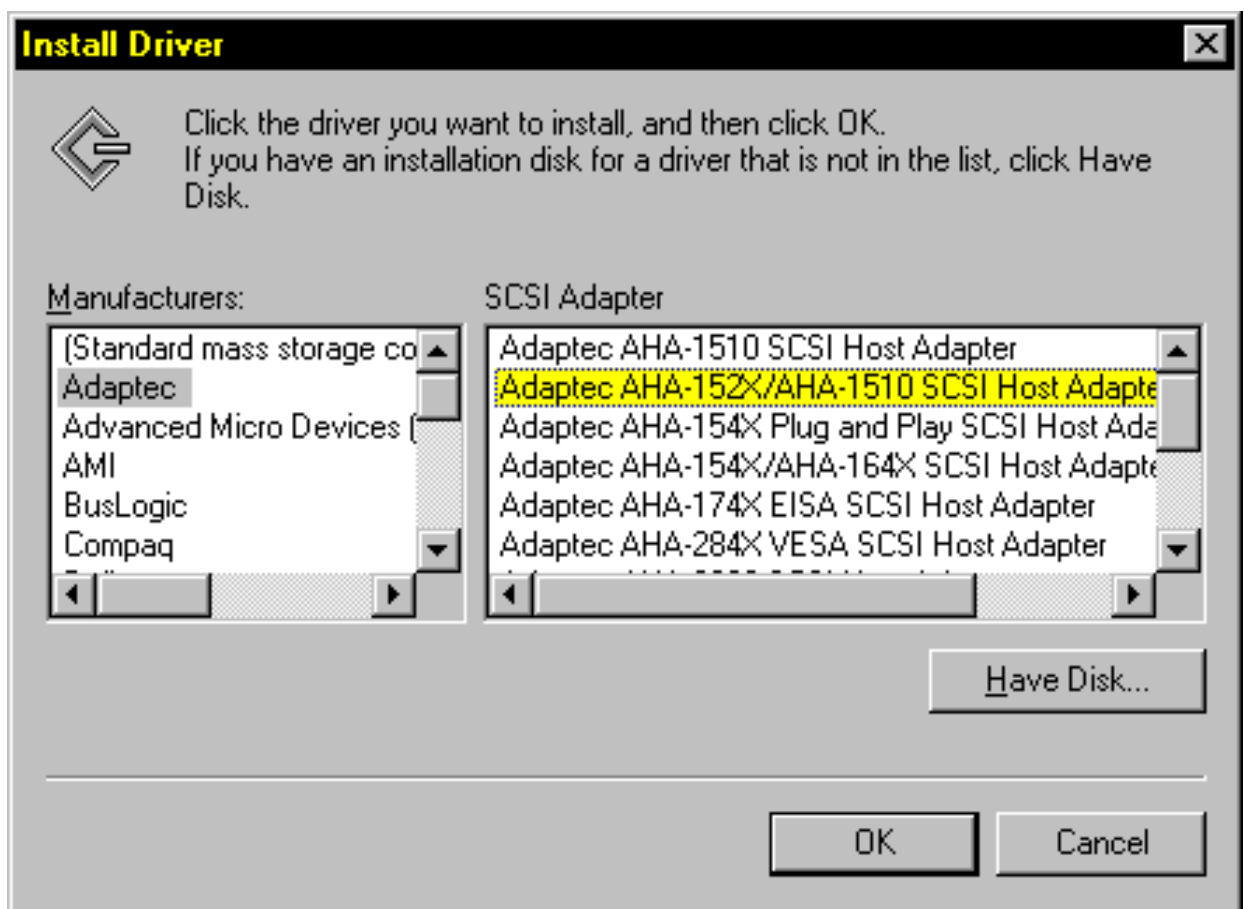 Install Driver
Click the driver you want to install, and then click OK.
If you have an installation disk for a driver that is not in the list, click Have
Disk.
Manufacturers:
(Standard mass storage co
Adaptec
Advanced Micro Devices (
AMI
BusLogic
Compaq
SCSI Adapter
Adaptec AHA-1510 SCSI Host Adapter
Adaptec AHA-152X/AHA-1510 SCSI Host Adapte
Adaptec AHA-154X Plug and Play SCSI Host Ada
Adaptec AHA-154X/AHA-164X SCSI Host Adapte
Adaptec AHA-174X EISA SCSI Host Adapter
Adaptec AHA-284X VESA SCSI Host Adapter
Have Disk...
OK
Cancel